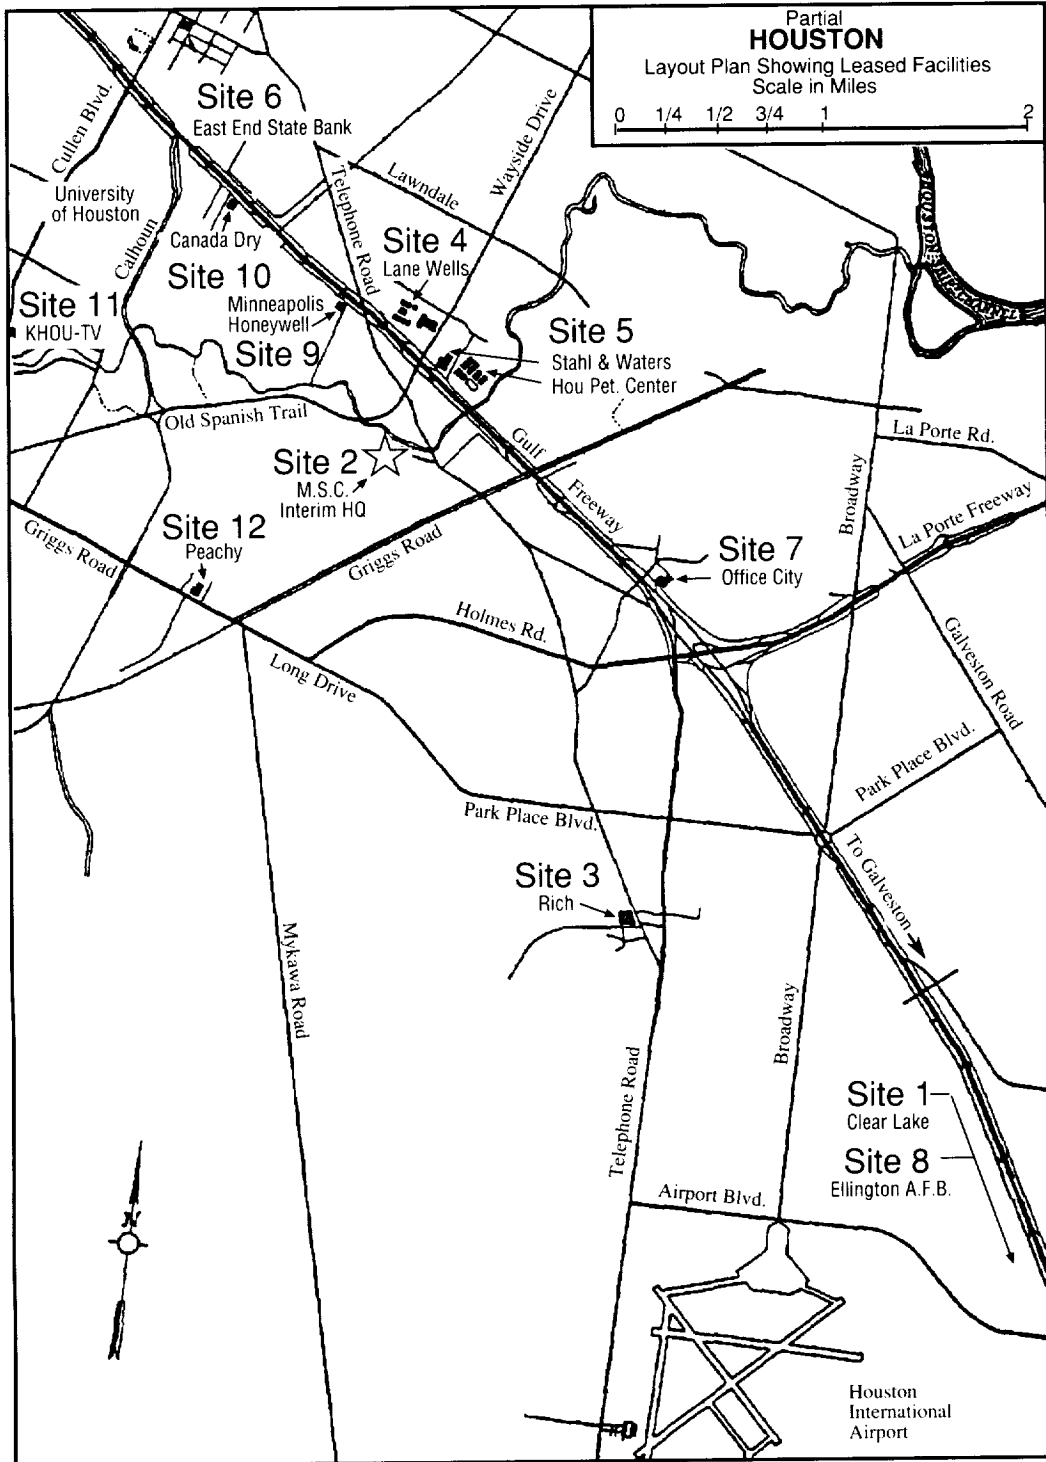 Partial
HOUSTON
Layout Plan Showing Leased Facilities
Scale in Miles
0 1/4 1/2 3/4 1 2
Cullen Blvd.
Site 6
East End State Bank
Wayside Drive
University
of Houston
Calhoun
Canada Dry
Site 10
Telephone Road
Lawndale
Site 4
Lane Wells
HOUSTON
SHIP CHANNEL
Site 11
KHOU-TV
Minneapolis
Honeywell
Site 9
Site 5
Stahl & Waters
Hou Pet. Center
Old Spanish Trail
Gulf
Freeway
La Porte Rd.
Site 2
M.S.C.
Interim HQ
Broadway
La Porte Freeway
Griggs Road
Site 12
Peachy
Griggs Road
Site 7
Office City
Holmes Rd.
Long Drive
Galveston Road
Park Place Blvd.
Park Place Blvd.
To Galveston
Site 3
Rich
Mykawa Road
Broadway
Telephone Road
Site 1
Clear Lake
Site 8
Ellington A.F.B.
Airport Blvd.
N
Houston
International
Airport